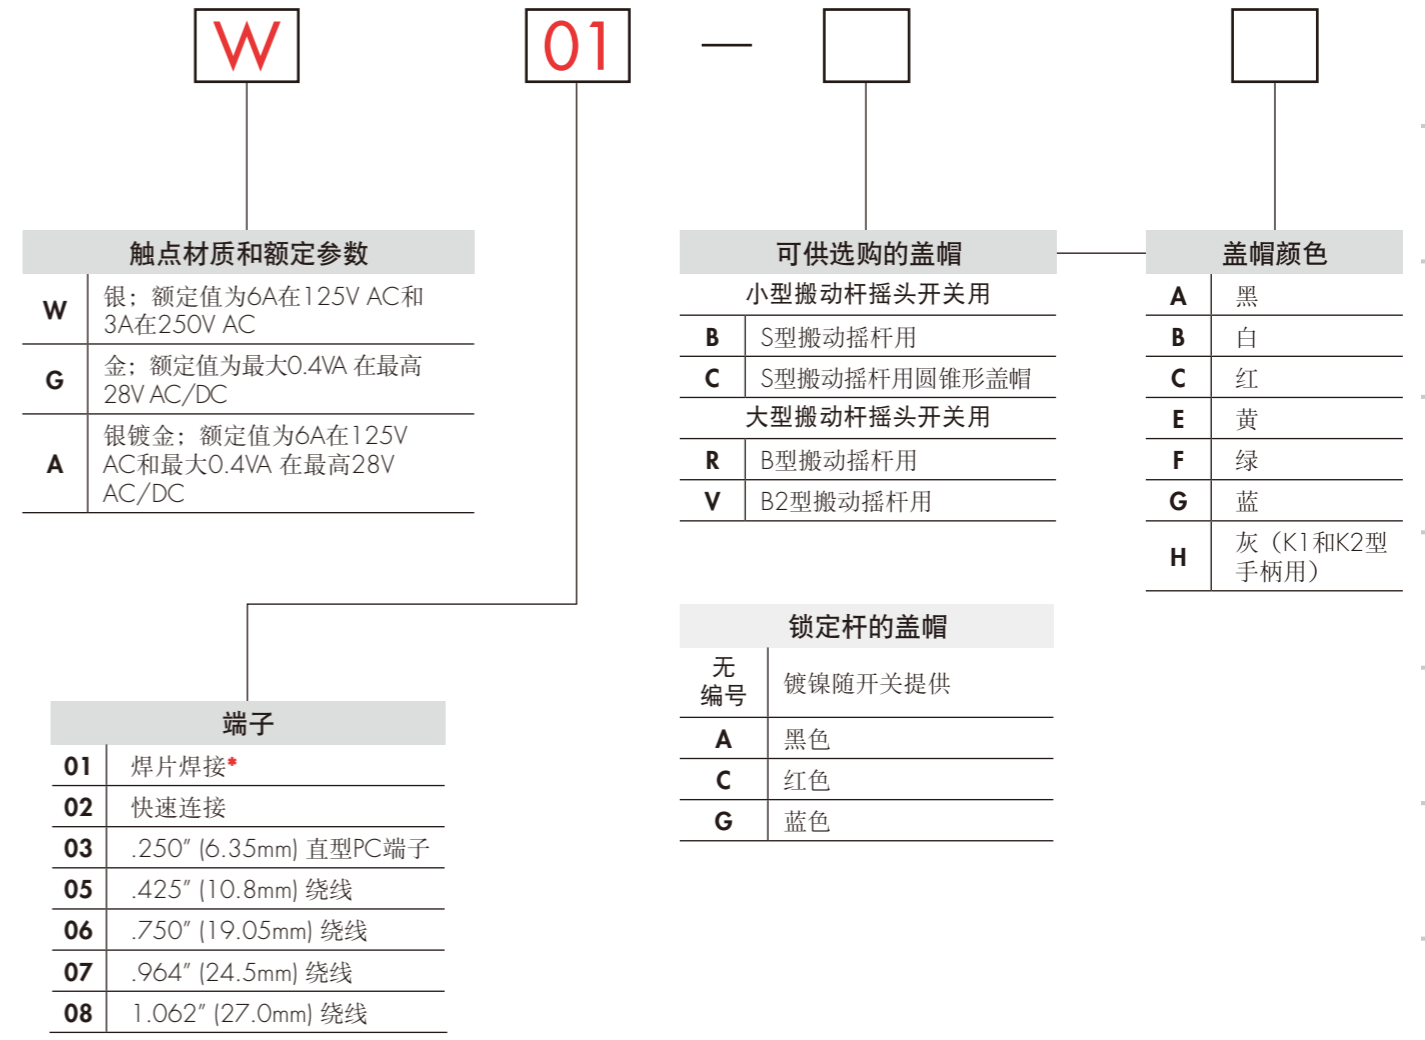 W 01 —
触点材质和额定参数
W 银；额定值为6A在125V AC和
3A在250V AC
G 金；额定值为最大0.4VA 在最高
28V AC/DC
A 银镀金；额定值为6A在125V
AC和最大0.4VA 在最高28V
AC/DC
端子
01 焊片焊接*
02 快速连接
03 .250” (6.35mm) 直型PC端子
05 .425” (10.8mm) 绕线
06 .750” (19.05mm) 绕线
07 .964” (24.5mm) 绕线
08 1.062” (27.0mm) 绕线
可供选购的盖帽
小型搬动杆摇头开关用
B S型搬动摇杆用
C S型搬动摇杆用圆锥形盖帽
大型搬动杆摇头开关用
R B型搬动摇杆用
V B2型搬动摇杆用
锁定杆的盖帽
无
编号 镀镍随开关提供
A 黑色
C 红色
G 蓝色
盖帽颜色
A 黑
B 白
C 红
E 黄
F 绿
G 蓝
H 灰（K1和K2型
手柄用）